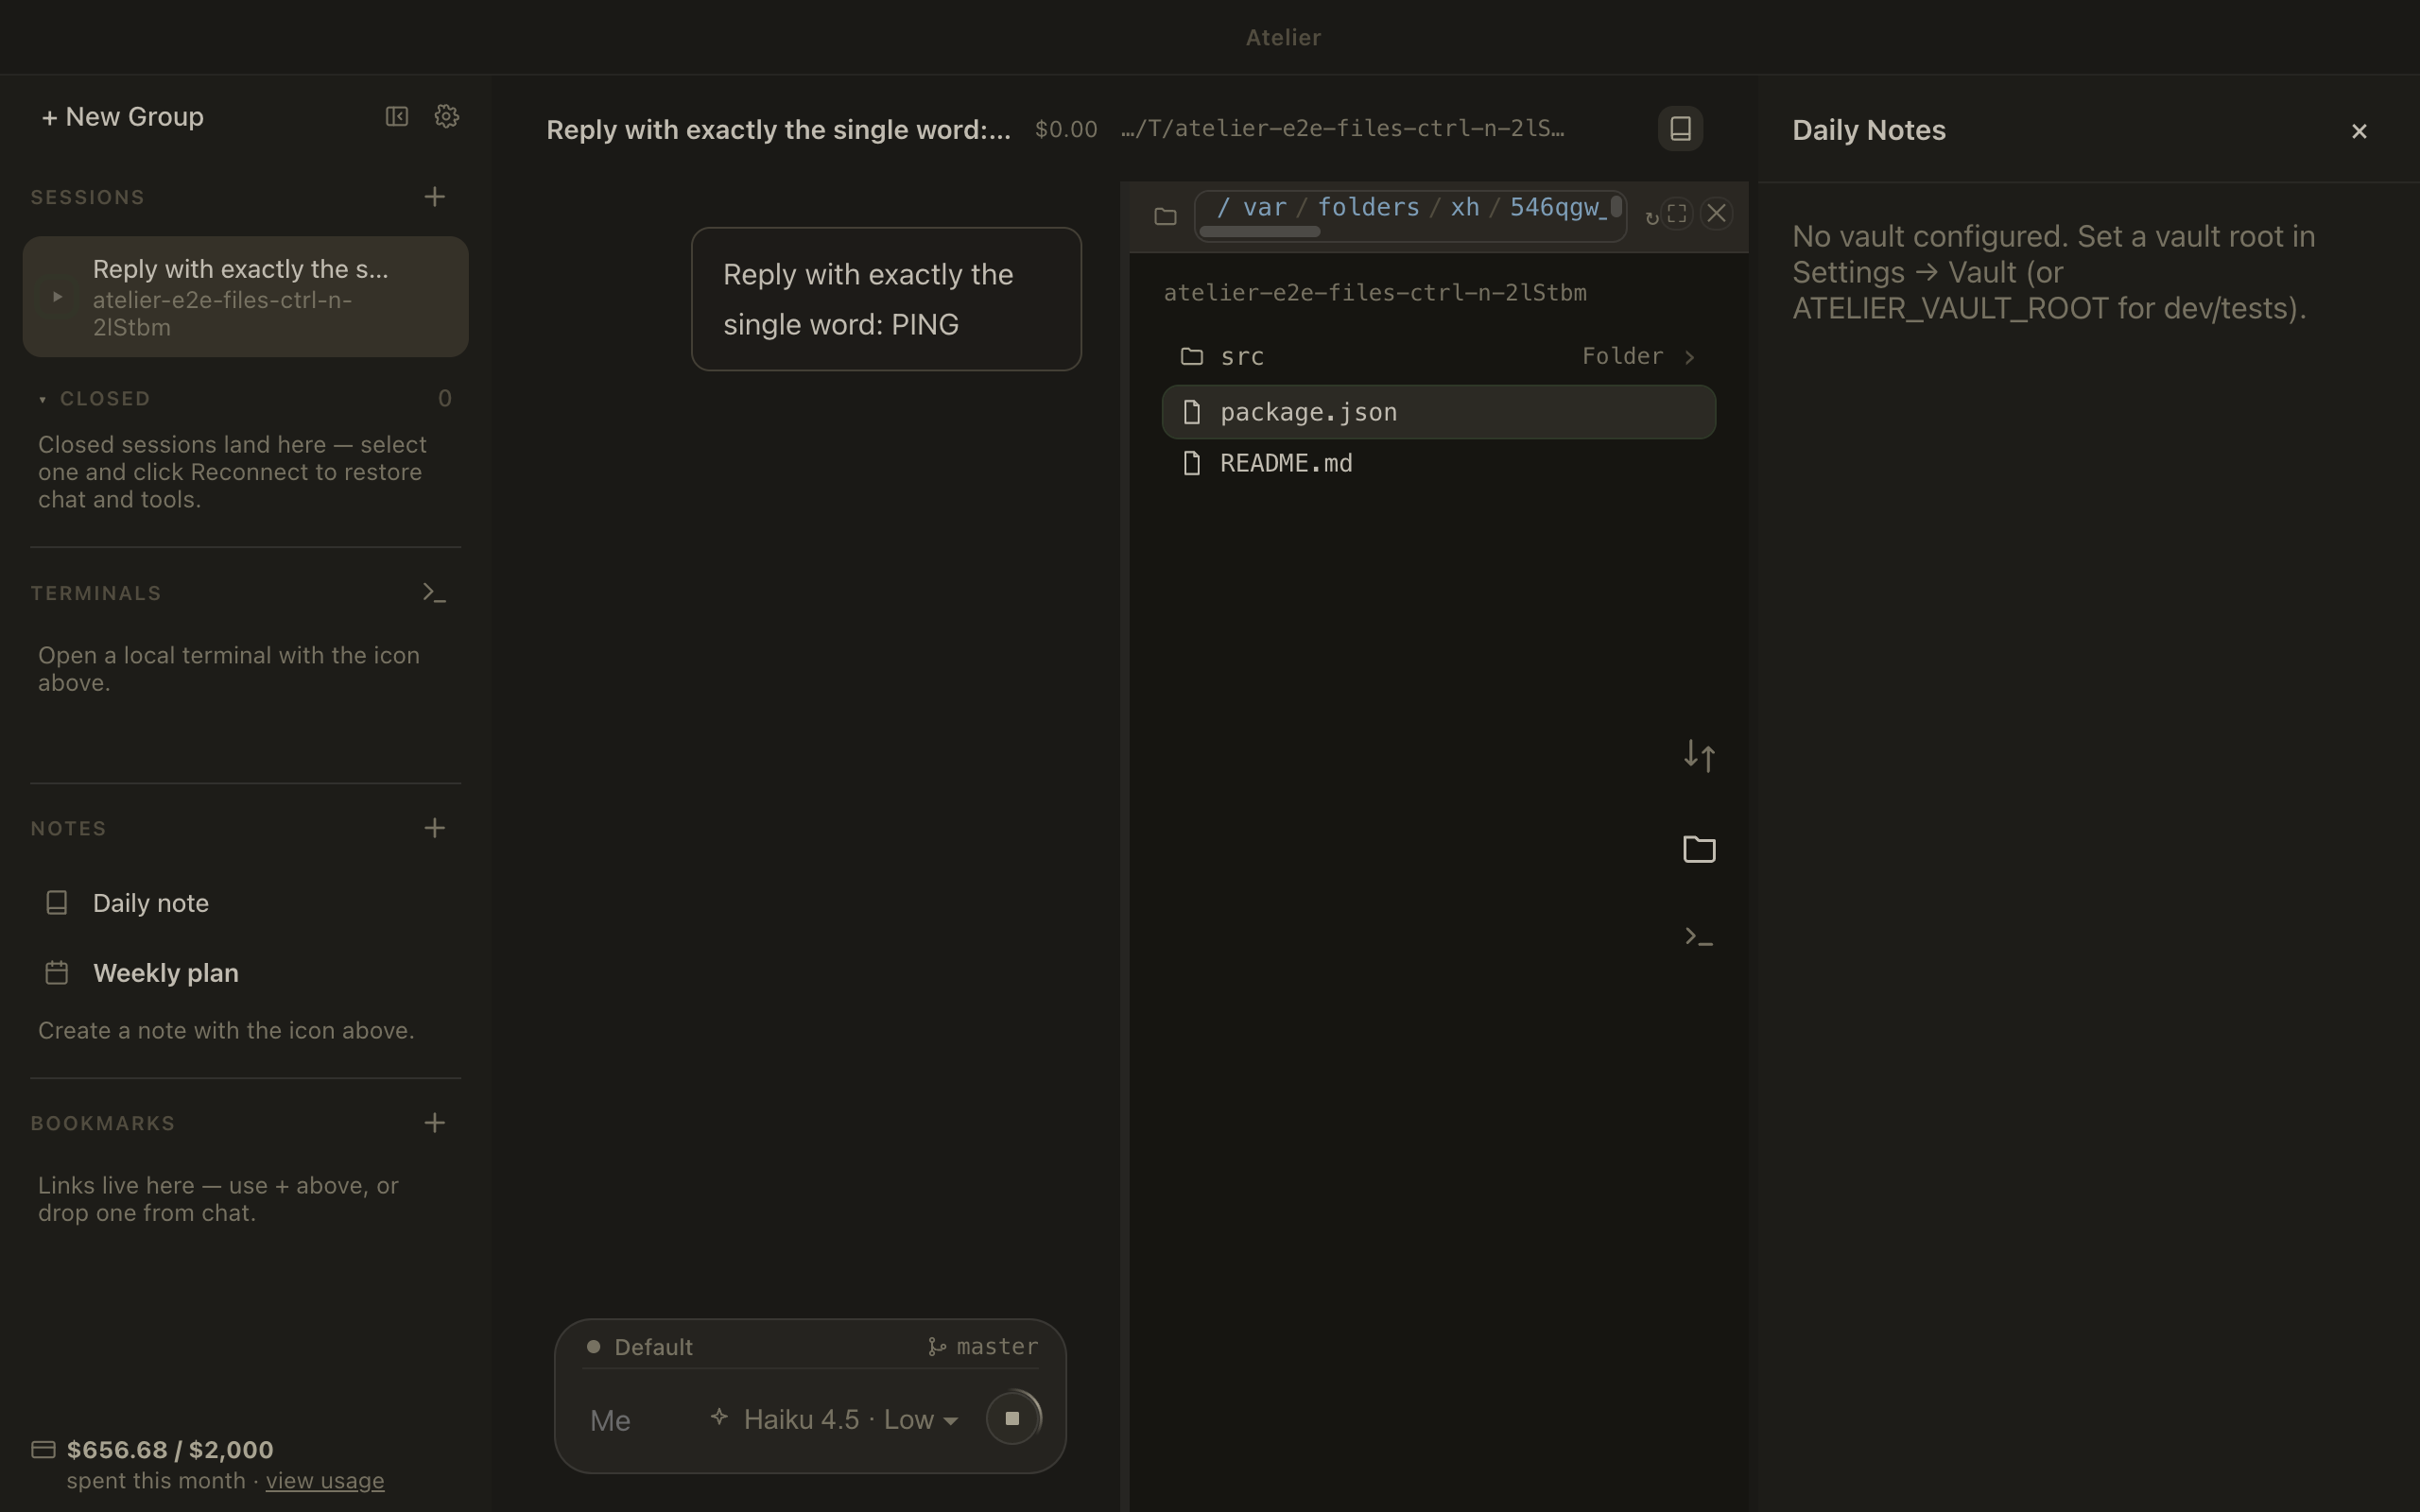 Atelier
+ New Group
SESSIONS
Reply with exactly the s...
atelier-e2e-files-ctrl-n-
2lStbm
CLOSED 0
Closed sessions land here — select
one and click Reconnect to restore
chat and tools.
TERMINALS
Open a local terminal with the icon
above.
NOTES
Daily note
Weekly plan
Create a note with the icon above.
BOOKMARKS
Links live here — use + above, or
drop one from chat.
$656.68 / $2,000
spent this month · view usage
Reply with exactly the single word:... $0.00 …/T/atelier-e2e-files-ctrl-n-2lS…
Reply with exactly the
single word: PING
Default master
Me Haiku 4.5 · Low
/ var / folders / xh / 546qgw_
atelier-e2e-files-ctrl-n-2lStbm
src Folder
package.json
README.md
Daily Notes
No vault configured. Set a vault root in
Settings → Vault (or
ATELIER_VAULT_ROOT for dev/tests).